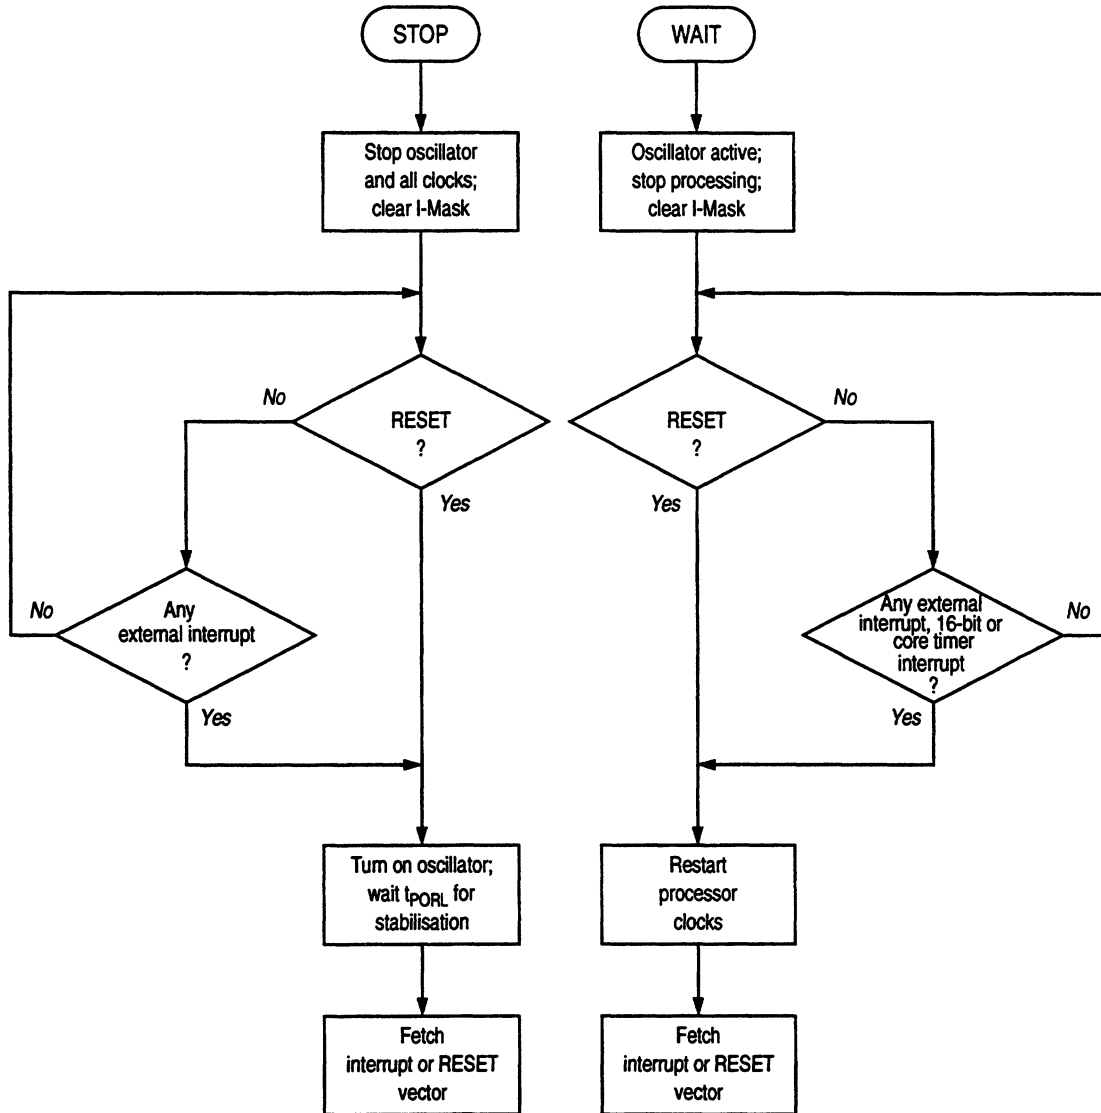 STOP
Stop oscillator
and all clocks;
clear I-Mask
RESET
?
No
Yes
Any
external interrupt
?
No
Yes
Turn on oscillator;
wait tPORL for
stabilisation
Fetch
interrupt or RESET
vector
WAIT
Oscillator active;
stop processing;
clear I-Mask
RESET
?
No
Yes
Any external
interrupt, 16-bit or
core timer
interrupt
?
No
Yes
Restart
processor
clocks
Fetch
interrupt or RESET
vector